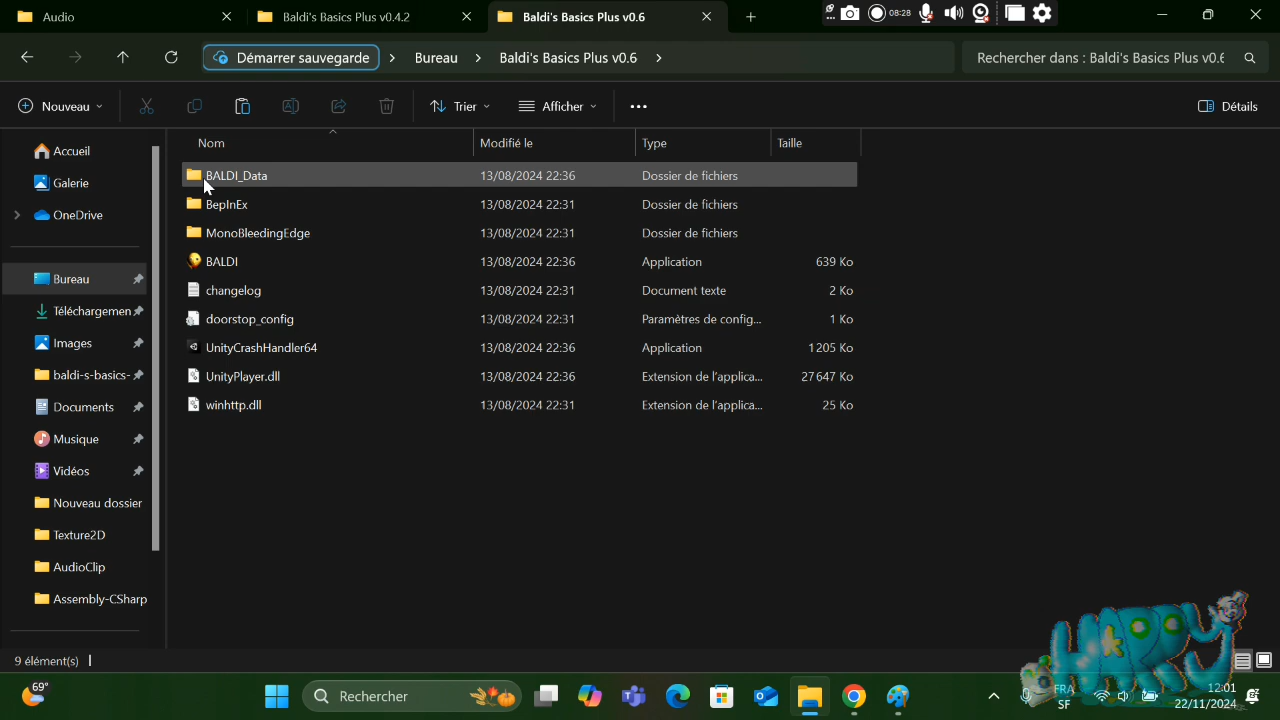 Audio
Baldi's Basics Plus v0.4.2
Baldi's Basics Plus v0.6
08:28
Démarrer sauvegarde
Bureau
Baldi's Basics Plus v0.6
Rechercher dans : Baldi's Basics Plus v0.6
Nouveau
Trier
Afficher
Détails
Nom
Modifié le
Type
Taille
Accueil
Galerie
OneDrive
Bureau
Téléchargemen
Images
baldi-s-basics-
Documents
Musique
Vidéos
Nouveau dossier
Texture2D
AudioClip
Assembly-CSharp
BALDI_Data 13/08/2024 22:36 Dossier de fichiers
BepInEx 13/08/2024 22:31 Dossier de fichiers
MonoBleedingEdge 13/08/2024 22:31 Dossier de fichiers
BALDI 13/08/2024 22:36 Application 639 Ko
changelog 13/08/2024 22:31 Document texte 2 Ko
doorstop_config 13/08/2024 22:31 Paramètres de config... 1 Ko
UnityCrashHandler64 13/08/2024 22:36 Application 1 205 Ko
UnityPlayer.dll 13/08/2024 22:36 Extension de l'applica... 27 647 Ko
winhttp.dll 13/08/2024 22:31 Extension de l'applica... 25 Ko
HARRY
9 élément(s)
69°
Rechercher
FRA
SF
12:01
22/11/2024